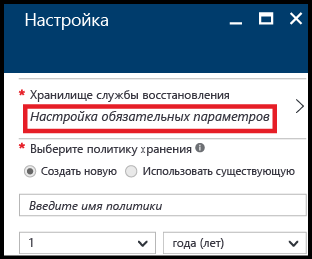 Настройка
* Хранилище службы восстановления
Настройка обязательных параметров
* Выберите политику хранения
Создать новую Использовать существующую
Введите имя политики
1 года (лет)